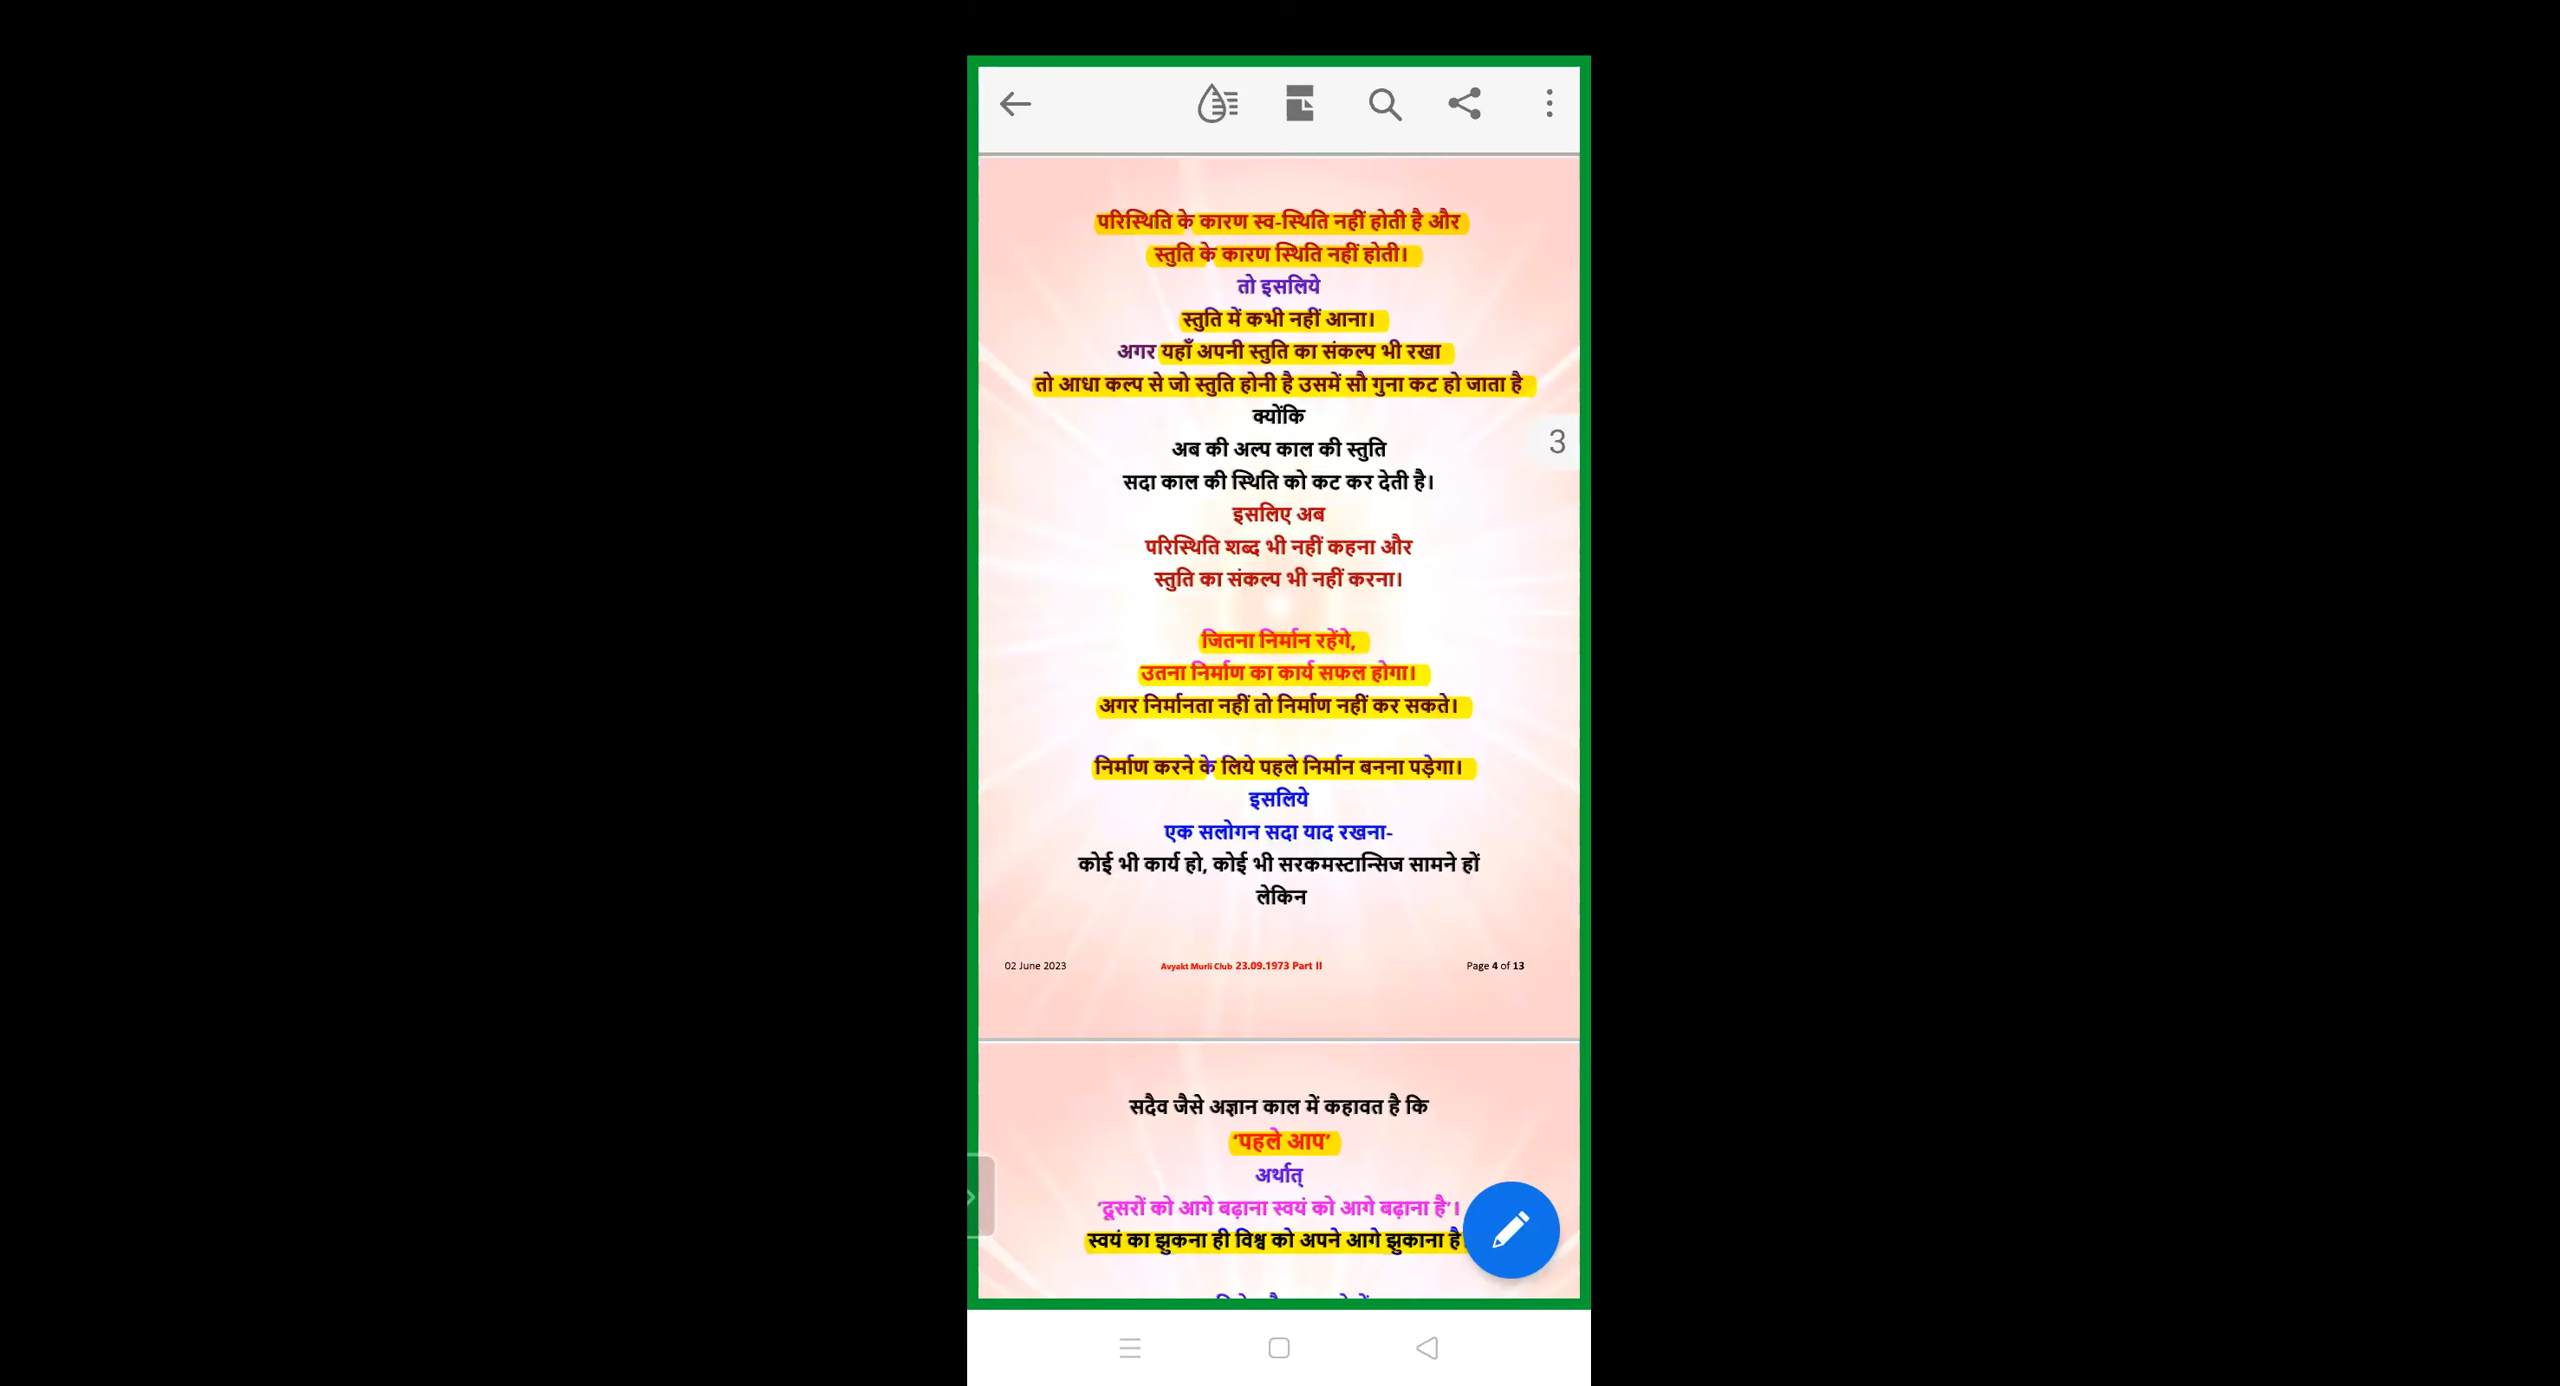 परिस्थिति के कारण स्व-स्थिति नहीं होती है और
स्तुति के कारण स्थिति नहीं होती।
तो इसलिये
स्तुति में कभी नहीं आना।
अगर यहाँ अपनी स्तुति का संकल्प भी रखा
तो आधा कल्प से जो स्तुति होनी है उसमें सौ गुना कट हो जाता है
क्योंकि
अब की अल्प काल की स्तुति
सदा काल की स्थिति को कट कर देती है।
3
इसलिए अब
परिस्थिति शब्द भी नहीं कहना और
स्तुति का संकल्प भी नहीं करना।
जितना निर्मान रहेंगे,
उतना निर्माण का कार्य सफल होगा।
अगर निर्मानता नहीं तो निर्माण नहीं कर सकते।
निर्माण करने के लिये पहले निर्मान बनना पड़ेगा।
इसलिये
एक सलोगन सदा याद रखना-
कोई भी कार्य हो, कोई भी सरकमस्टान्सिज सामने हों
लेकिन
02 June 2023 Avyakt Murli Club 23.09.1973 Part II Page 4 of 13
सदैव जैसे अज्ञान काल में कहावत है कि
‘पहले आप’
अर्थात्
‘दूसरों को आगे बढ़ाना स्वयं को आगे बढ़ाना है’।
स्वयं का झुकना ही विश्व को अपने आगे झुकाना है